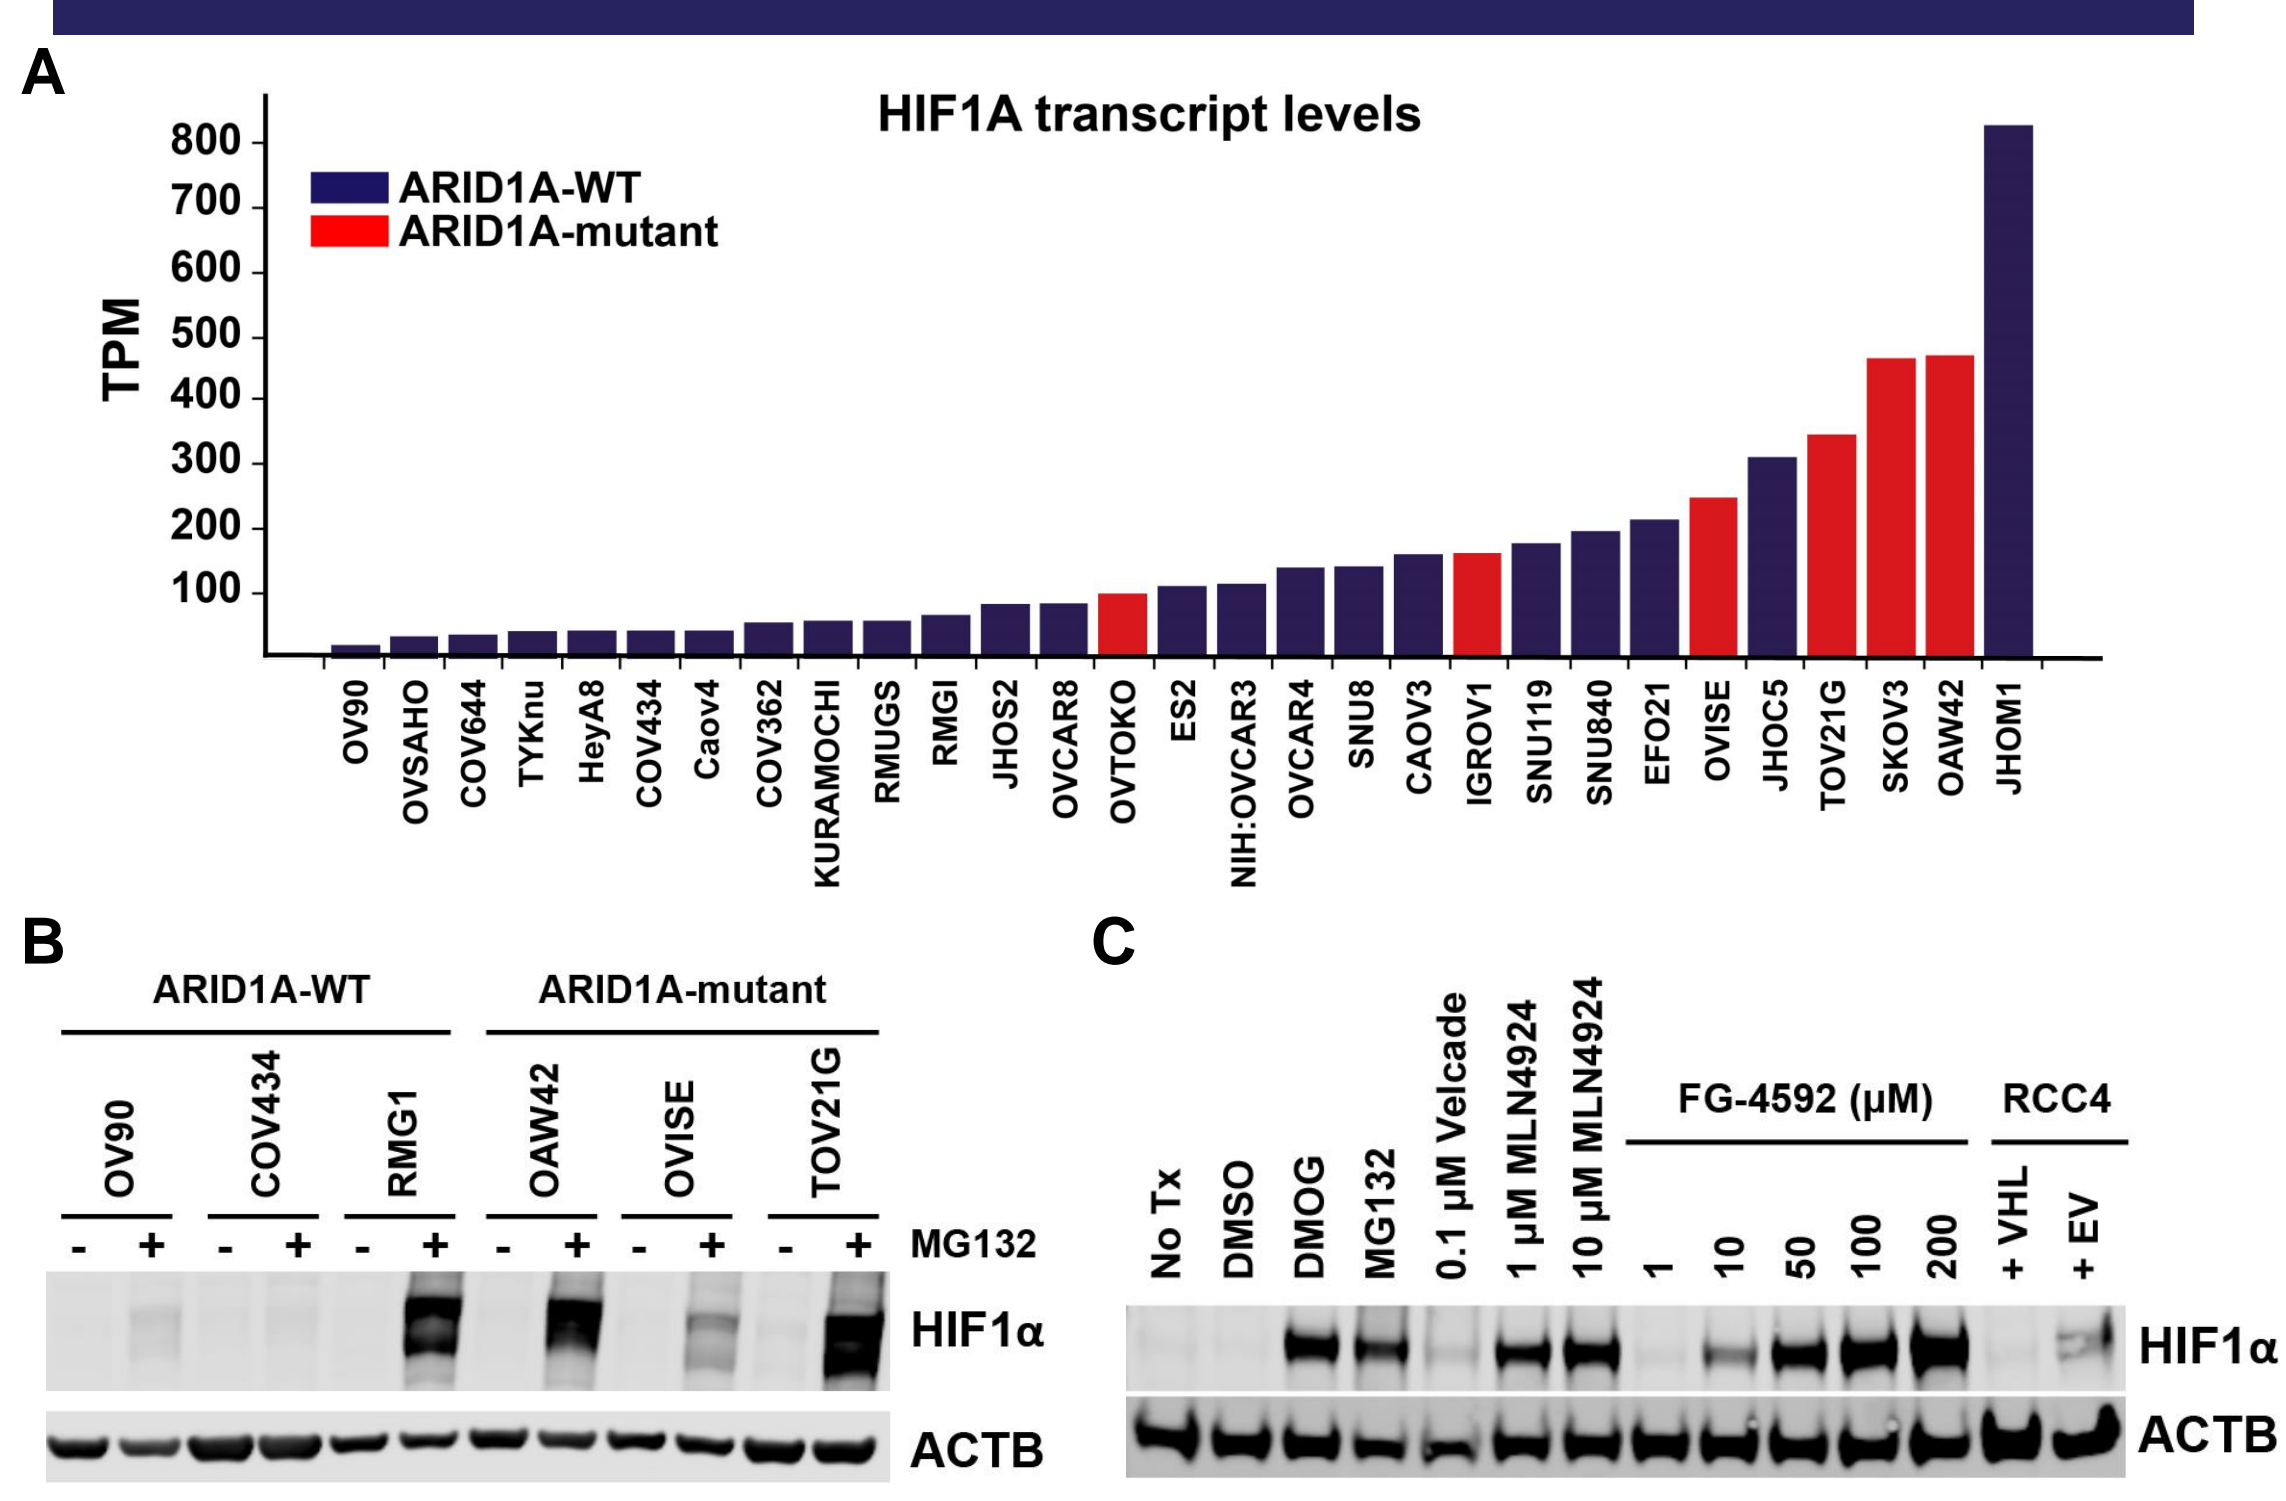 A
HIF1A transcript levels
800
700
600
500
400
300
200
100
TPM
ARID1A-WT
ARID1A-mutant
OV90
OVSAHO
COV644
TYKnu
HeyA8
COV434
Caov4
COV362
KURAMOCHI
RMUGS
RMGI
JHOS2
OVCAR8
OVTOKO
ES2
NIH:OVCAR3
OVCAR4
SNU8
CAOV3
IGROV1
SNU119
SNU840
EFO21
OVISE
JHOC5
TOV21G
SKOV3
OAW42
JHOM1
B
ARID1A-WT
ARID1A-mutant
OV90
COV434
RMG1
OAW42
OVISE
TOV21G
- + - + - + - + - + - + MG132
HIF1α
ACTB
C
No Tx
DMSO
DMOG
MG132
0.1 µM Velcade
1 µM MLN4924
10 µM MLN4924
FG-4592 (µM)
1
10
50
100
200
RCC4
+ VHL
+ EV
HIF1α
ACTB